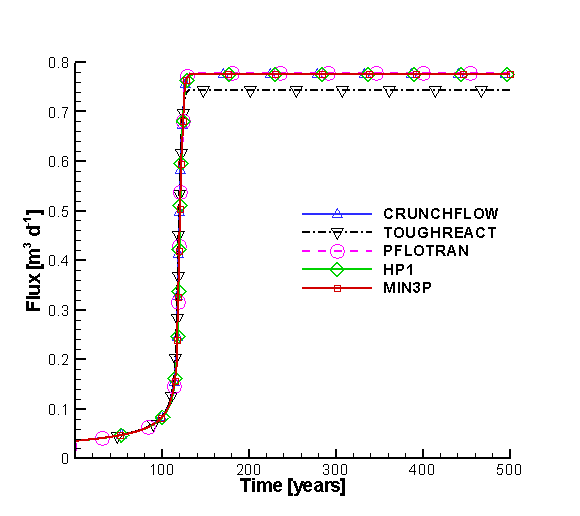 0.8
0.7
0.6
0.5
0.4
0.3
0.2
0.1
0
Flux [m³ d⁻¹]
CRUNCHFLOW
TOUGHREACT
PFLOTRAN
HP1
MIN3P
100 200 300 400 500
Time [years]